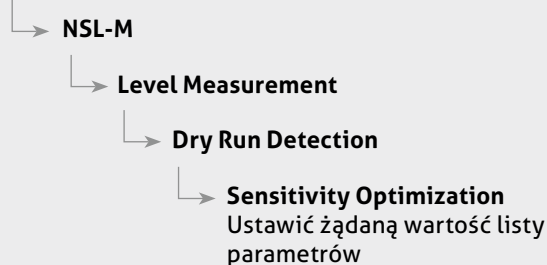 NSL-M
Level Measurement
Dry Run Detection
Sensitivity Optimization
Ustawić żądaną wartość listy
parametrów